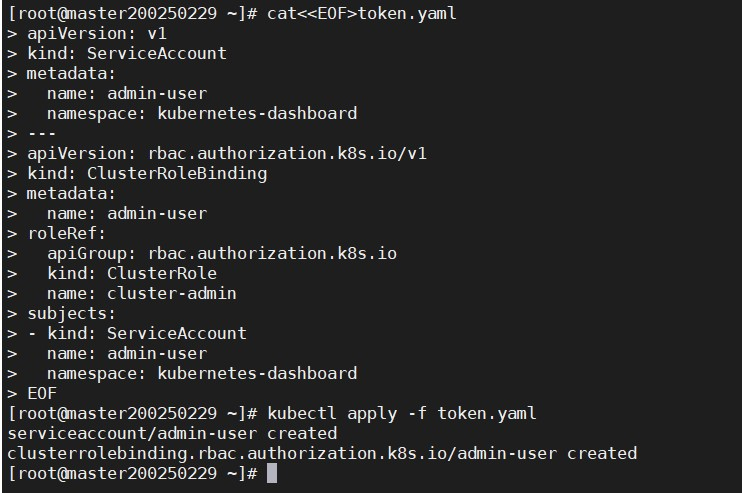 [root@master200250229 ~]# cat<<EOF>token.yaml
> apiVersion: v1
> kind: ServiceAccount
> metadata:
>   name: admin-user
>   namespace: kubernetes-dashboard
> ---
> apiVersion: rbac.authorization.k8s.io/v1
> kind: ClusterRoleBinding
> metadata:
>   name: admin-user
> roleRef:
>   apiGroup: rbac.authorization.k8s.io
>   kind: ClusterRole
>   name: cluster-admin
> subjects:
> - kind: ServiceAccount
>   name: admin-user
>   namespace: kubernetes-dashboard
> EOF
[root@master200250229 ~]# kubectl apply -f token.yaml
serviceaccount/admin-user created
clusterrolebinding.rbac.authorization.k8s.io/admin-user created
[root@master200250229 ~]#